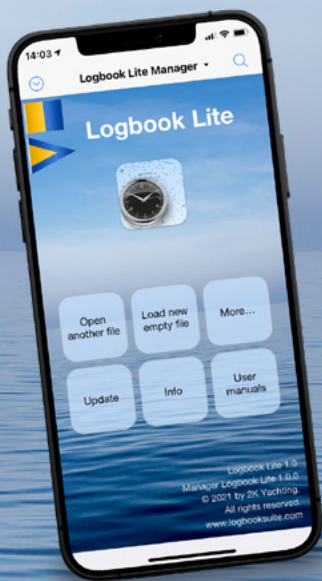 14:03
Logbook Lite Manager
Logbook Lite
Open
another file
Load new
empty file
More...
Update
Info
User
manuals
Logbook Lite 1.0
Manager Logbook Lite 1.0.0
© 2021 by 2K Yachting.
All rights reserved.
www.logbooksuite.com